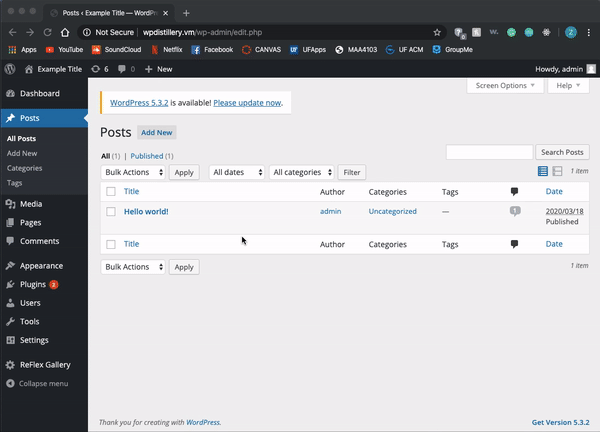 Posts ‹ Example Title — WordPr
Not Secure wpdistillery.vm/wp-admin/edit.php
Apps YouTube SoundCloud Netflix Facebook CANVAS UFApps MAA4103 UF ACM GroupMe
Example Title 6 0 New Howdy, admin
Screen Options Help
WordPress 5.3.2 is available! Please update now.
Posts Add New
All (1) | Published (1)
Search Posts
Bulk Actions Apply All dates All categories Filter 1 item
Title Author Categories Tags Date
Hello world! admin Uncategorized — 1 2020/03/18
Published
Title Author Categories Tags Date
Bulk Actions Apply 1 item
Dashboard
Posts
All Posts
Add New
Categories
Tags
Media
Pages
Comments
Appearance
Plugins 2
Users
Tools
Settings
ReFlex Gallery
Collapse menu
Thank you for creating with WordPress. Get Version 5.3.2